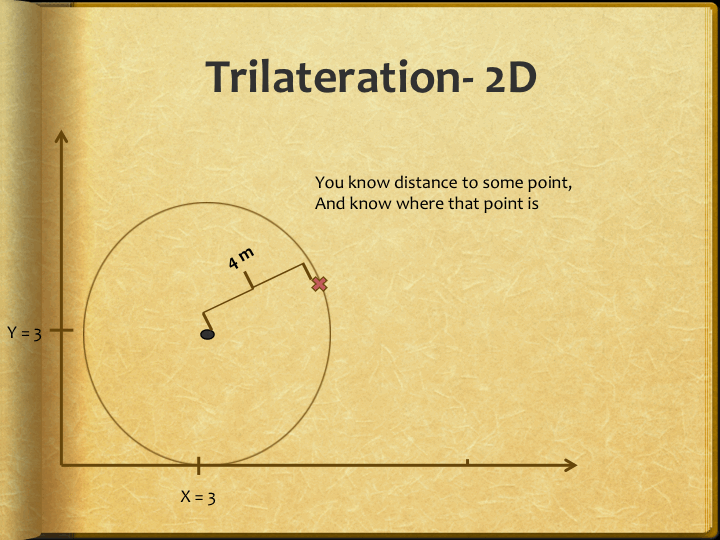 Trilateration- 2D
You know distance to some point,
And know where that point is
4 m
Y = 3
X = 3